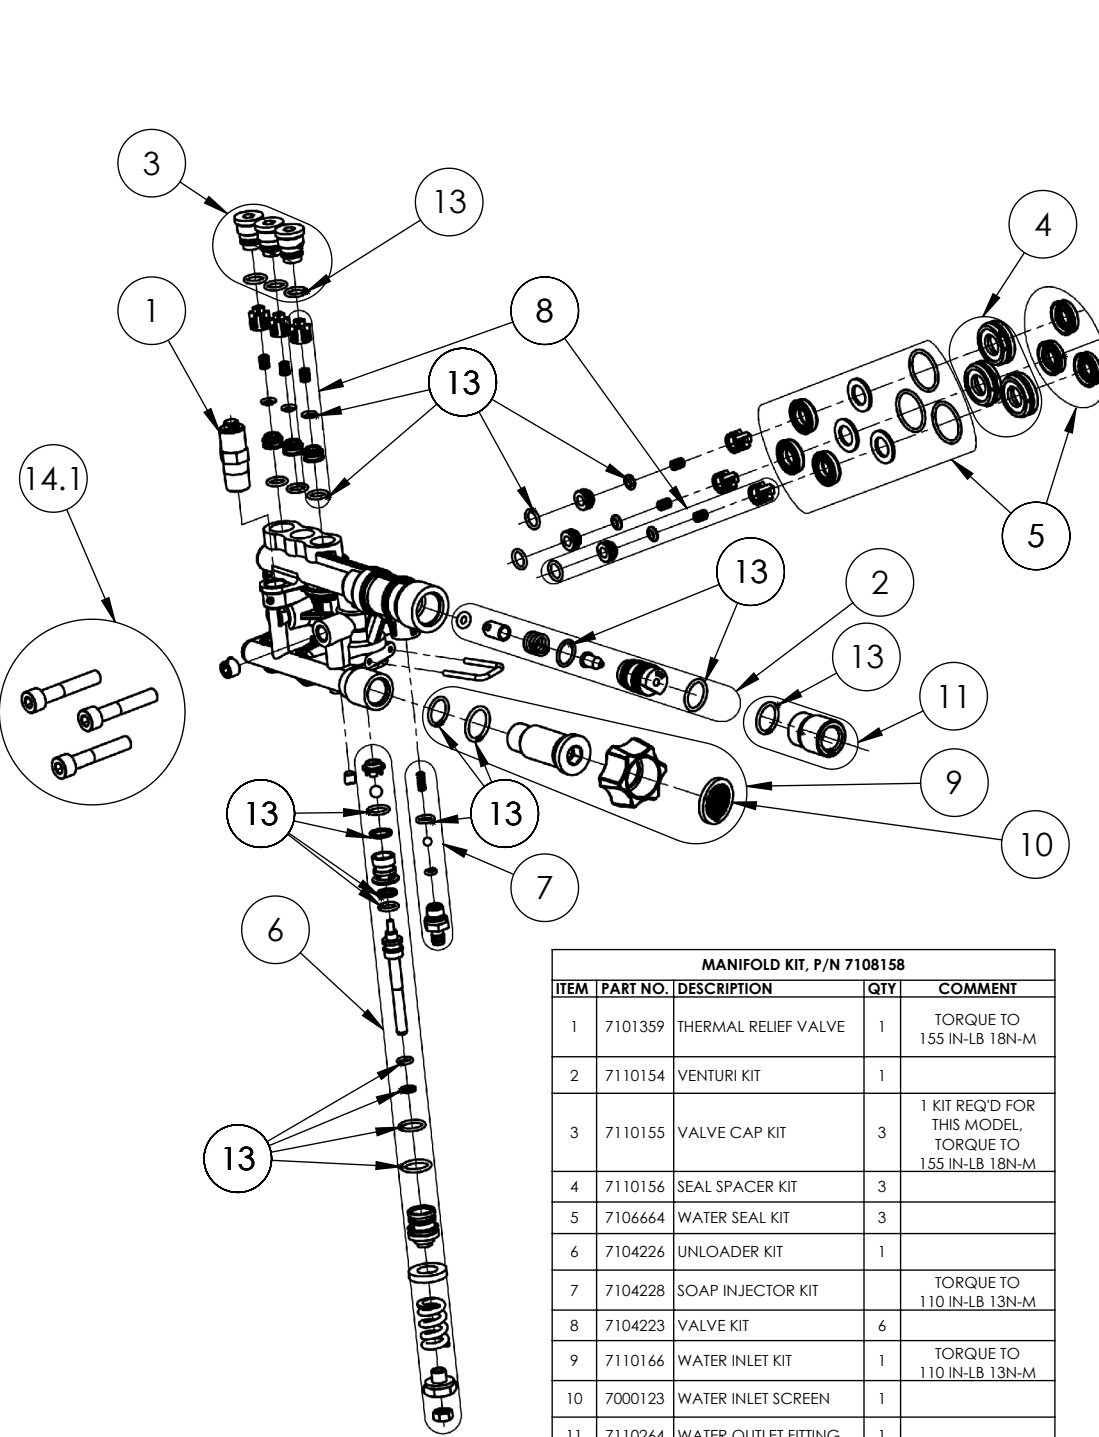 3
13
4
1
8
13
14.1
5
13
2
13
11
9
13
13
10
7
6
13
MANIFOLD KIT, P/N 7108158
ITEM PART NO. DESCRIPTION QTY COMMENT
1 7101359 THERMAL RELIEF VALVE 1 TORQUE TO
155 IN-LB 18N-M
2 7110154 VENTURI KIT 1
3 7110155 VALVE CAP KIT 3 1 KIT REQ'D FOR
THIS MODEL,
TORQUE TO
155 IN-LB 18N-M
4 7110156 SEAL SPACER KIT 3
5 7106664 WATER SEAL KIT 3
6 7104226 UNLOADER KIT 1
7 7104228 SOAP INJECTOR KIT TORQUE TO
110 IN-LB 13N-M
8 7104223 VALVE KIT 6
9 7110166 WATER INLET KIT 1 TORQUE TO
110 IN-LB 13N-M
10 7000123 WATER INLET SCREEN 1
11 7110264 WATER OUTLET FITTING 1